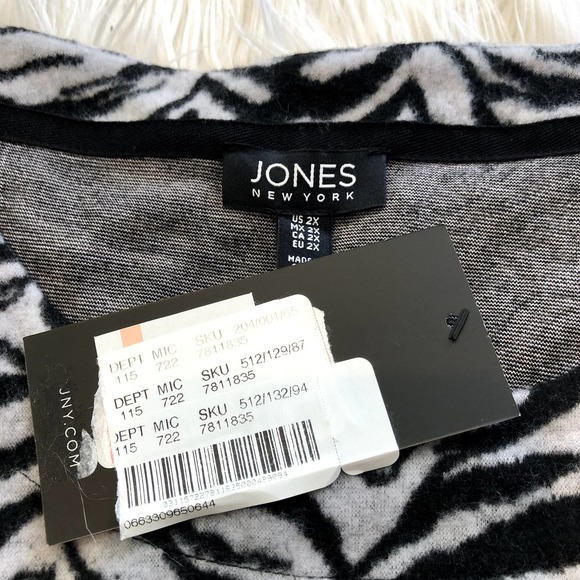 JONES
NEW YORK
US 2X
MX 2X
CA 2X
EU 2X
MADE
JNY.COM
DEPT MIC SKU 204/001/65
115 722 7811835
DEPT MIC SKU 512/129/87
115 722 7811835
DEPT MIC SKU 512/132/94
115 722 7811835
0663309650644